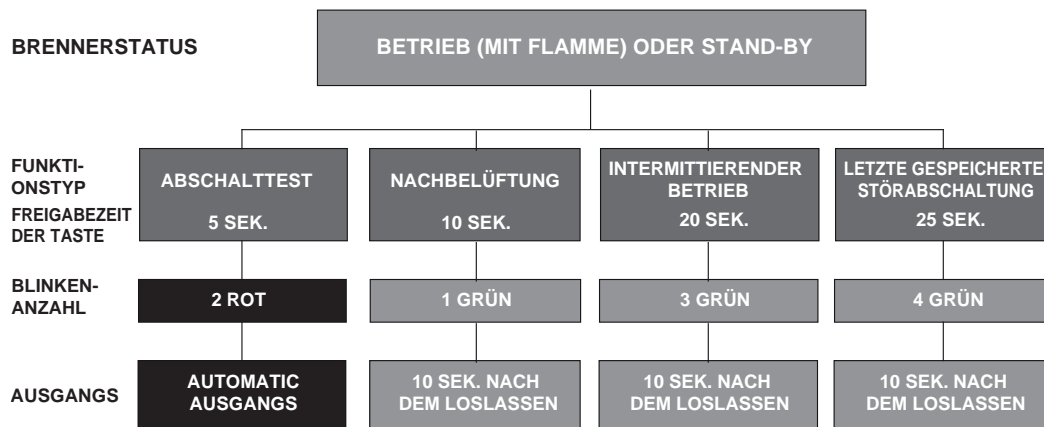 BRENNERSTATUS
BETRIEB (MIT FLAMME) ODER STAND-BY
FUNKTI-
ONSTYP
FREIGABEZEIT
DER TASTE
ABSCHALTTEST
5 SEK.
NACHBELÜFTUNG
10 SEK.
INTERMITTIERENDER
BETRIEB
20 SEK.
LETZTE GESPEICHERTE
STÖRABSCHALTUNG
25 SEK.
BLINKEN-
ANZAHL
2 ROT
1 GRÜN
3 GRÜN
4 GRÜN
AUSGANGS
AUTOMATIC
AUSGANGS
10 SEK. NACH
DEM LOSLASSEN
10 SEK. NACH
DEM LOSLASSEN
10 SEK. NACH
DEM LOSLASSEN